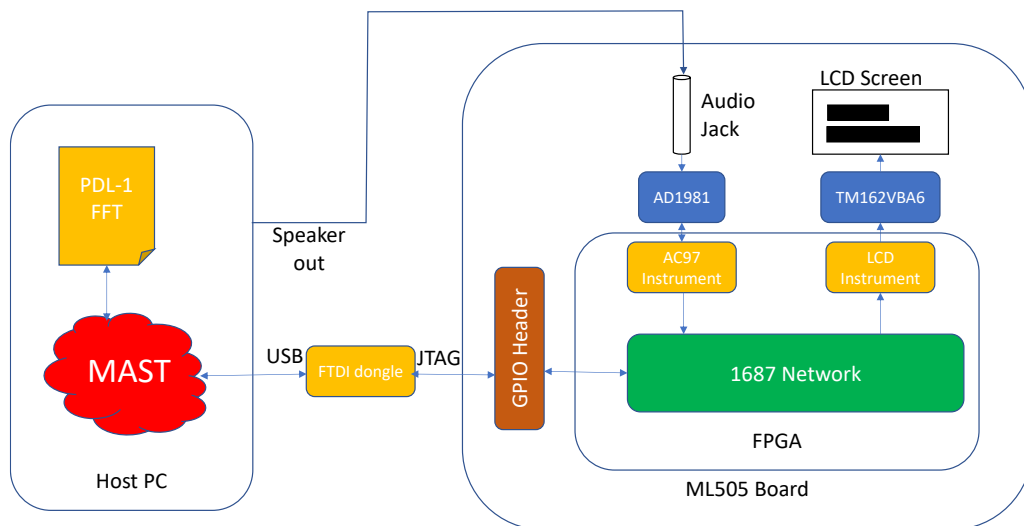 LCD Screen
Audio
Jack
PDL-1
FFT
AD1981
TM162VBA6
Speaker
out
AC97
Instrument
LCD
Instrument
GPIO Header
MAST
USB
FTDI dongle
JTAG
1687 Network
FPGA
Host PC
ML505 Board